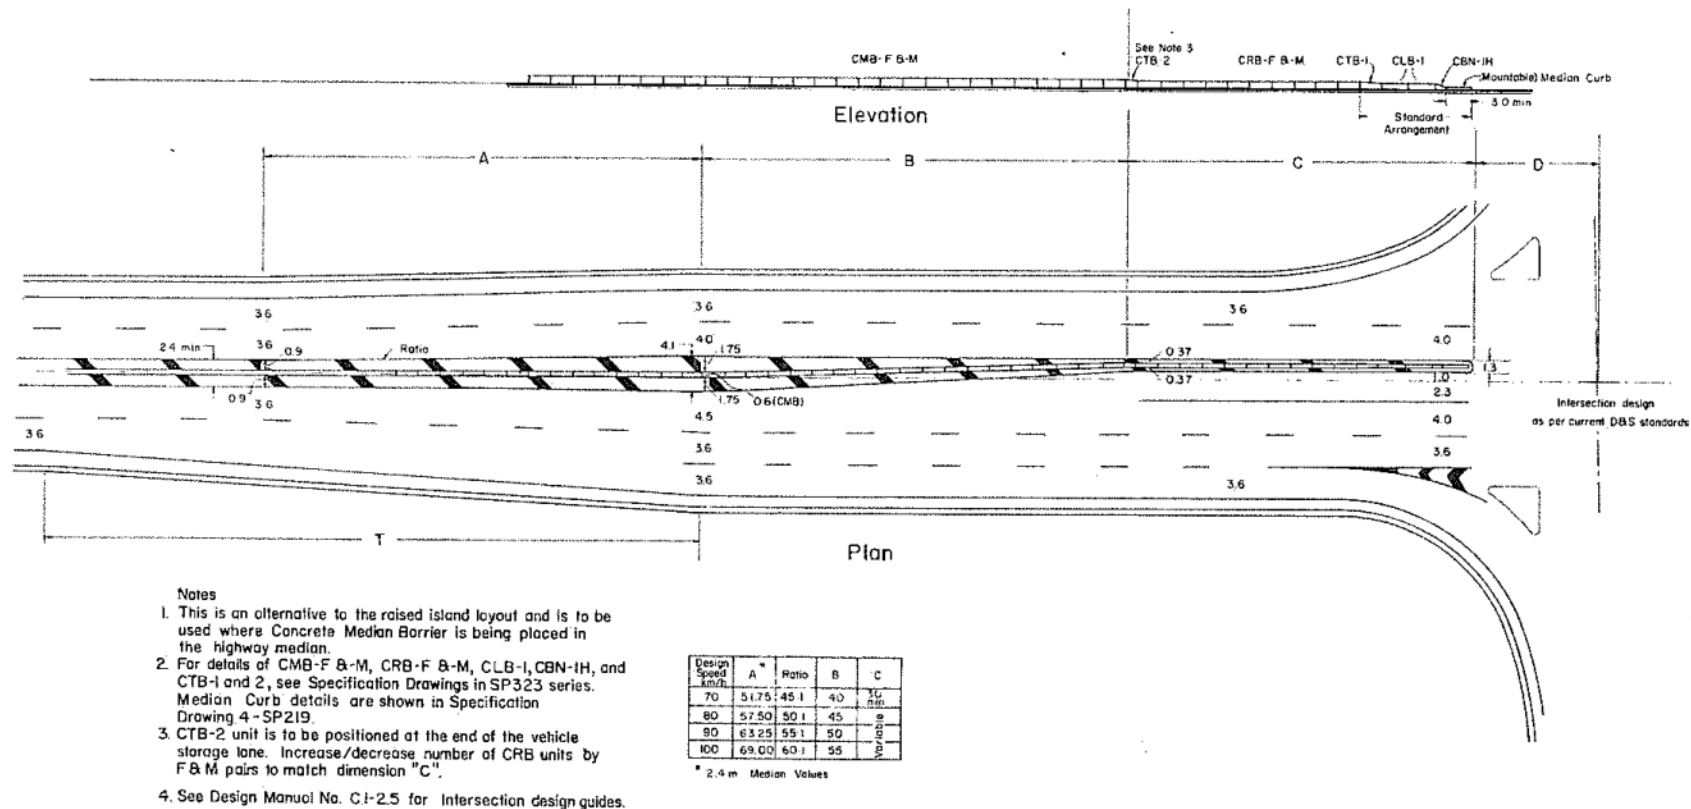 CMB-F &-M
See Note 3
CTB-2
CRB-F &-M
CTB-1
CLB-1
CBN-1H
(Mountable) Median Curb
3.0 min
Standard
Arrangement
Elevation
A
B
C
D
3.6
3.6
3.6
2.4 min
3.6
0.9
Ratio
4.1
4.0
1.75
0.37
4.0
1.3
0.9
3.6
1.75
0.6 (CMB)
0.37
1.0
2.3
Intersection design
as per current D&S standards
3.6
4.5
4.0
3.6
3.6
3.6
3.6
T
Plan
Notes
1. This is an alternative to the raised island layout and is to be
used where Concrete Median Barrier is being placed in
the highway median.
2. For details of CMB-F &-M, CRB-F &-M, CLB-1, CBN-1H, and
CTB-1 and 2, see Specification Drawings in SP323 series.
Median Curb details are shown in Specification
Drawing 4-SP219.
3. CTB-2 unit is to be positioned at the end of the vehicle
storage lane. Increase/decrease number of CRB units by
F & M pairs to match dimension "C".
4. See Design Manual No. C.1-2.5 for Intersection design guides.
Design Speed km/h A* Ratio B C
70 51.75 45:1 40 30 min
80 57.50 50:1 45 Variable
90 63.25 55:1 50
100 69.00 60:1 55
* 2.4 m Median Values